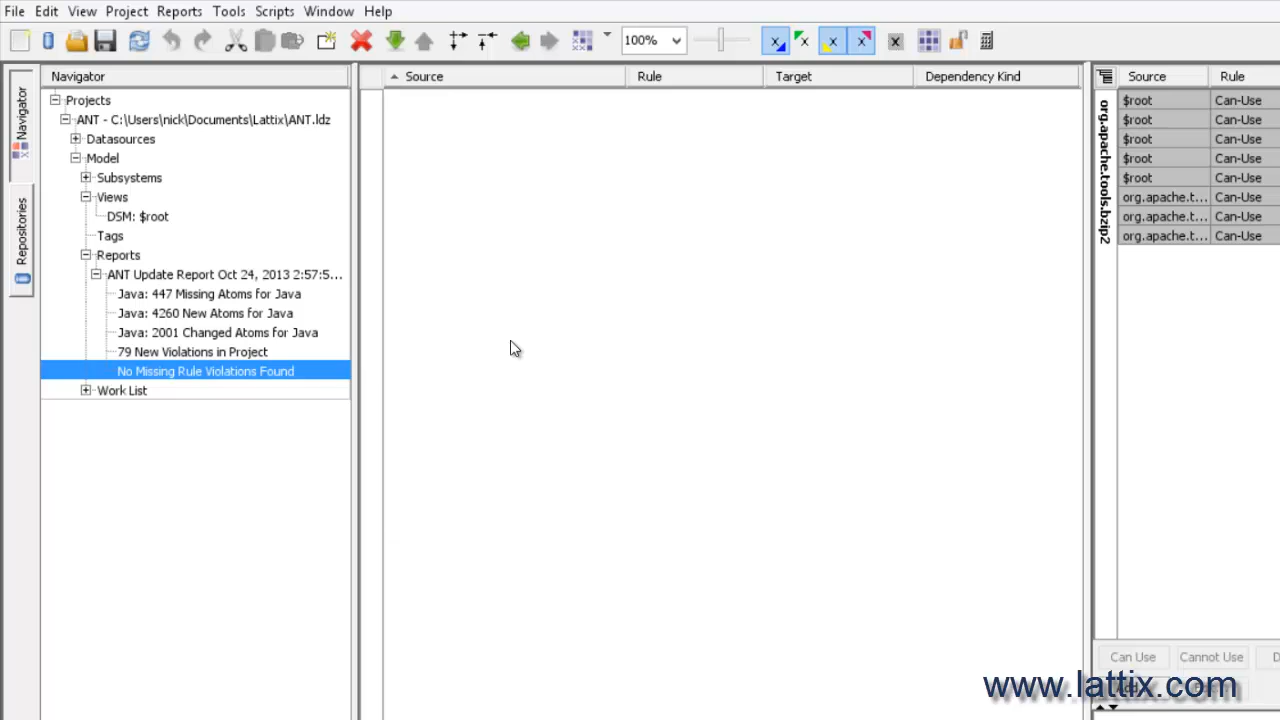 File Edit View Project Reports Tools Scripts Window Help
100%
Navigator
Repositories
Navigator
Projects
ANT - C:\Users\nick\Documents\Lattix\ANT.ldz
Datasources
Model
Subsystems
Views
DSM: $root
Tags
Reports
ANT Update Report Oct 24, 2013 2:57:5...
Java: 447 Missing Atoms for Java
Java: 4260 New Atoms for Java
Java: 2001 Changed Atoms for Java
79 New Violations in Project
No Missing Rule Violations Found
Work List
Source Rule Target Dependency Kind
org.apache.tools.bzip2
Source Rule
$root Can-Use
$root Can-Use
$root Can-Use
$root Can-Use
$root Can-Use
org.apache.t... Can-Use
org.apache.t... Can-Use
org.apache.t... Can-Use
Can Use Cannot Use D
www.lattix.com